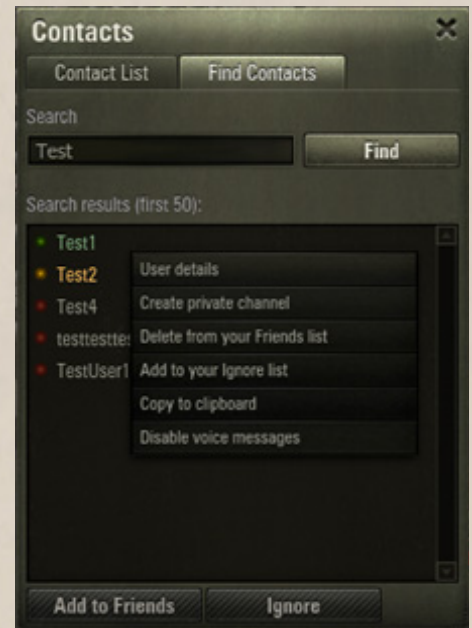 Contacts
Contact List
Find Contacts
Search
Test
Find
Search results (first 50):
Test1
Test2
Test4
testtestte
TestUser1
User details
Create private channel
Delete from your Friends list
Add to your Ignore list
Copy to clipboard
Disable voice messages
Add to Friends
Ignore